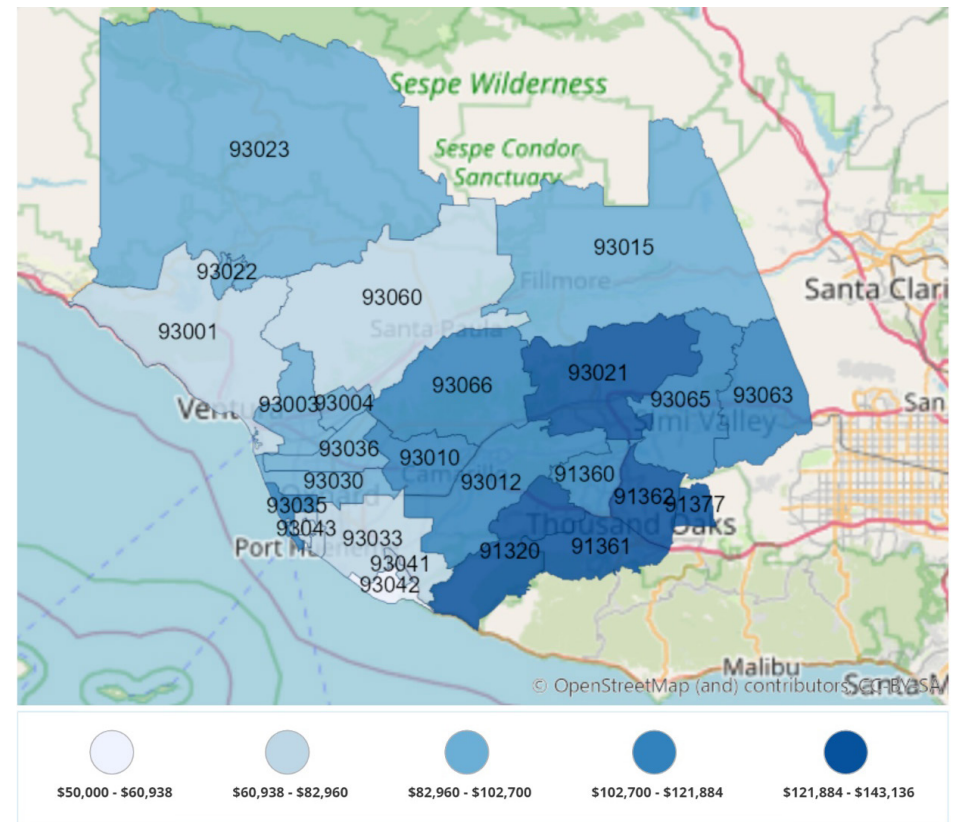 Sespe Wilderness
Sespe Condor
Sanctuary
93023
93015
93022
Fillmore
Santa Clari
93060
93001
Santa Paula
93021
93066
93065
93063
San
Vent
93003
93004
Simi Valley
93036
93010
Camarillo
93012
91360
93030
91362
91377
93035
93043
Thousand Oaks
93033
Port Hu
91320
91361
93041
93042
Malibu
© OpenStreetMap (and) contributors, CC-BY-SA
Santa M
$50,000 - $60,938
$60,938 - $82,960
$82,960 - $102,700
$102,700 - $121,884
$121,884 - $143,136